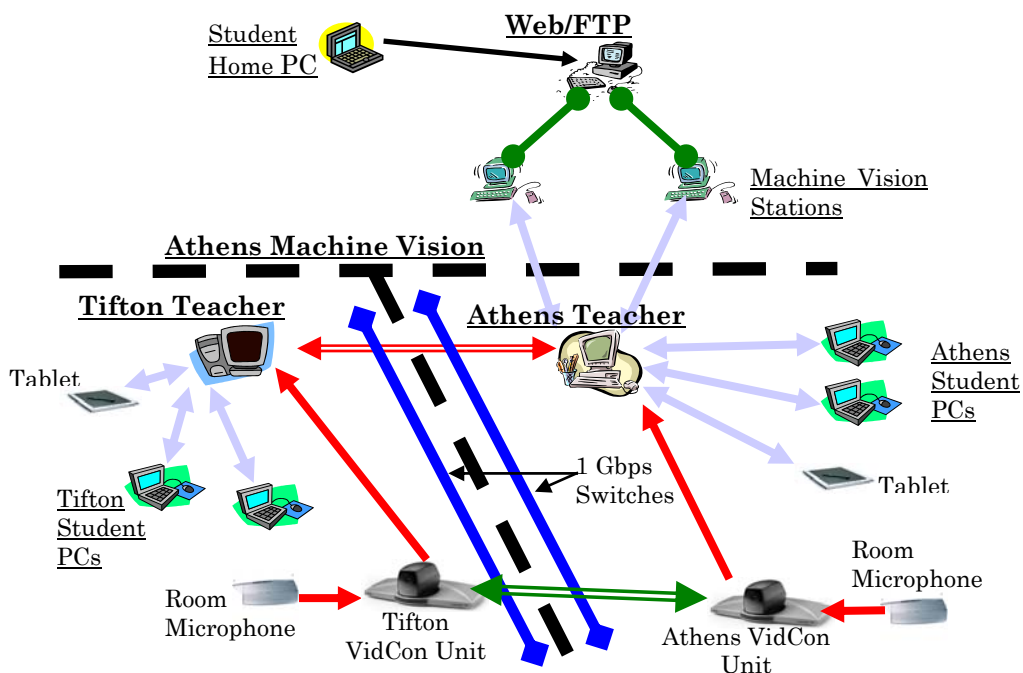 Student
Home PC
Web/FTP
Machine Vision
Stations
Athens Machine Vision
Tifton Teacher
Athens Teacher
Tablet
Athens
Student
PCs
Tifton
Student
PCs
1 Gbps
Switches
Tablet
Room
Microphone
Tifton
VidCon Unit
Athens VidCon
Unit
Room
Microphone